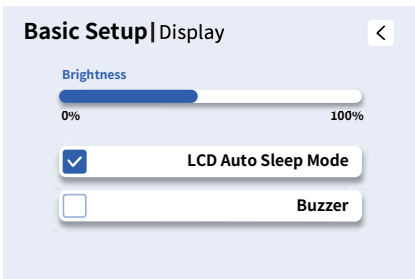 Basic Setup|Display
Brightness
0% 100%
LCD Auto Sleep Mode
Buzzer